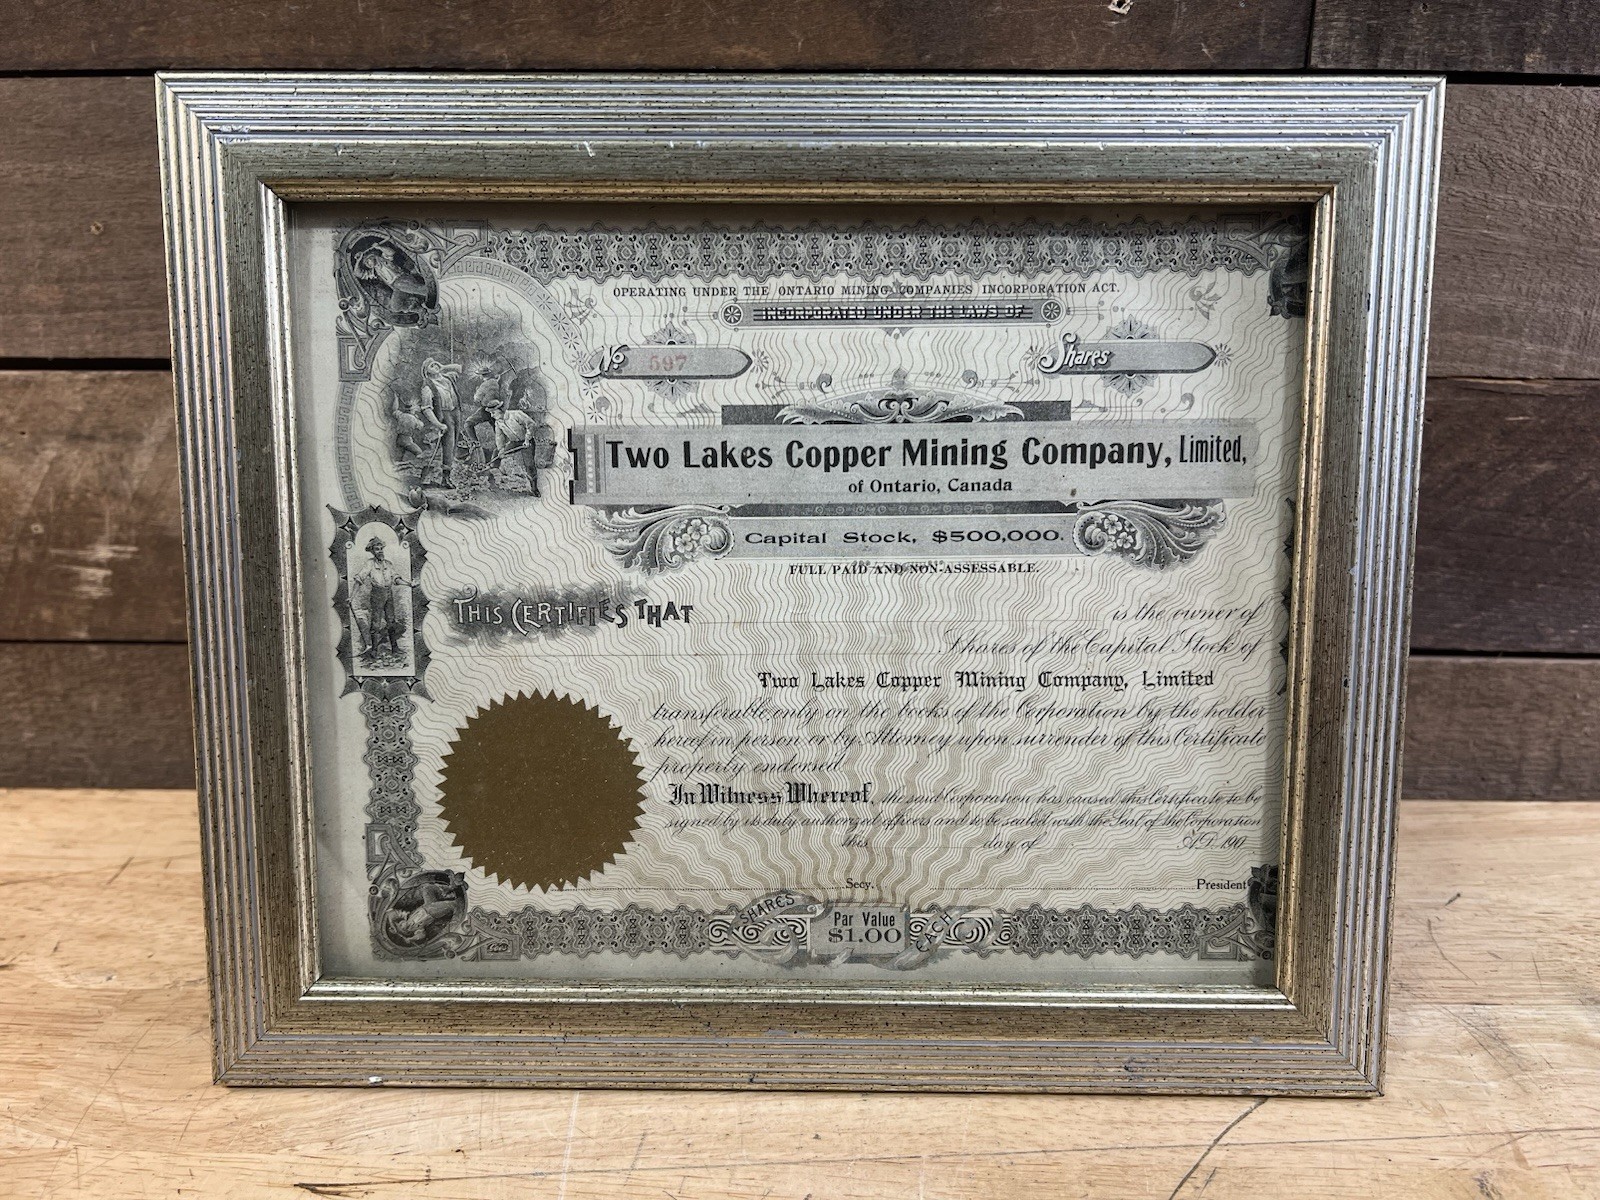 OPERATING UNDER THE ONTARIO MINING COMPANIES INCORPORATION ACT.
INCORPORATED UNDER THE LAWS OF
No 597 Shares
Two Lakes Copper Mining Company, Limited,
of Ontario, Canada
Capital Stock, $500,000.
FULL PAID AND NON-ASSESSABLE.
THIS CERTIFIES THAT is the owner of
Shares of the Capital Stock of
Two Lakes Copper Mining Company, Limited
transferable only on the books of the Corporation by the holder
hereof in person or by Attorney upon surrender of this Certificate
properly endorsed.
In Witness Whereof, the said Corporation has caused this Certificate to be
signed by its duly authorized officers and to be sealed with the Seal of the Corporation
this day of A.D. 190
Secy. President
SHARES Par Value EACH
$1.00